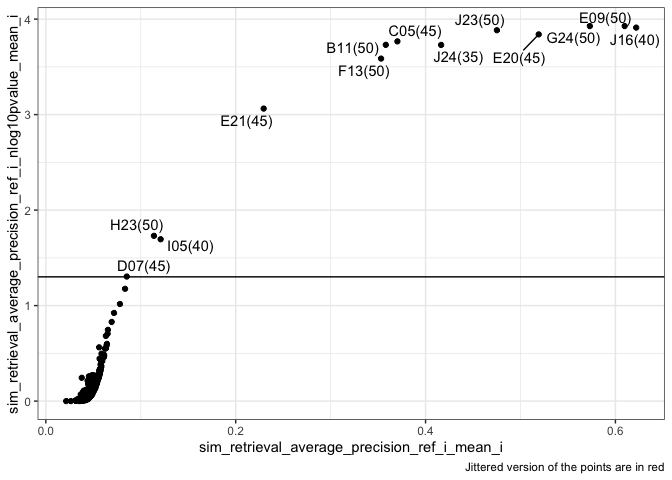 sim_retrieval_average_precision_ref_i_nlog10pvalue_mean_i
4
3
2
1
0
J23(50)
E09(50)
C05(45)
G24(50)
J16(40)
B11(50)
J24(35)
E20(45)
F13(50)
E21(45)
H23(50)
I05(40)
D07(45)
0.0
0.2
0.4
0.6
sim_retrieval_average_precision_ref_i_mean_i
Jittered version of the points are in red